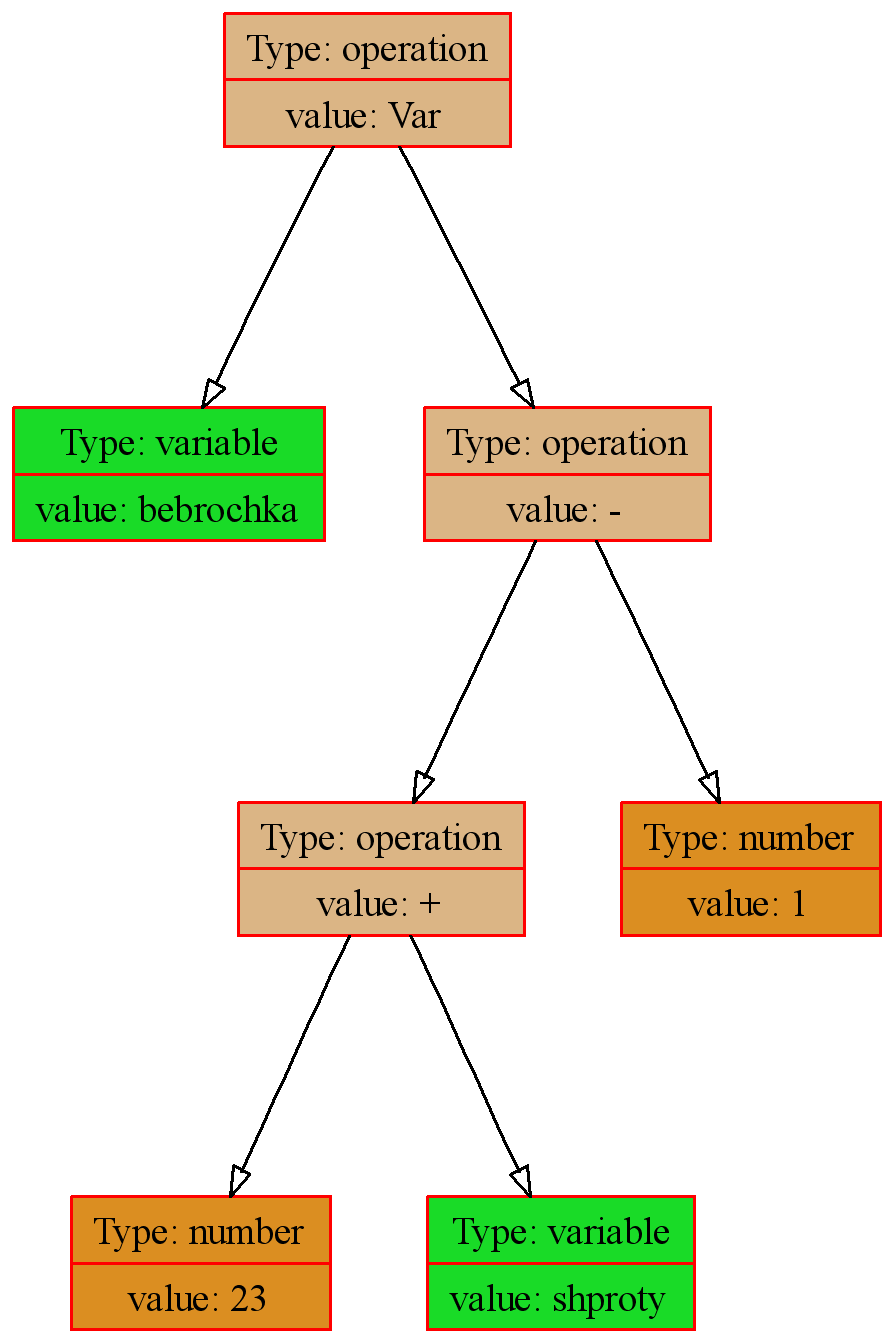 Type: operation
value: Var
Type: variable
value: bebrochka
Type: operation
value: -
Type: operation
value: +
Type: number
value: 1
Type: number
value: 23
Type: variable
value: shproty